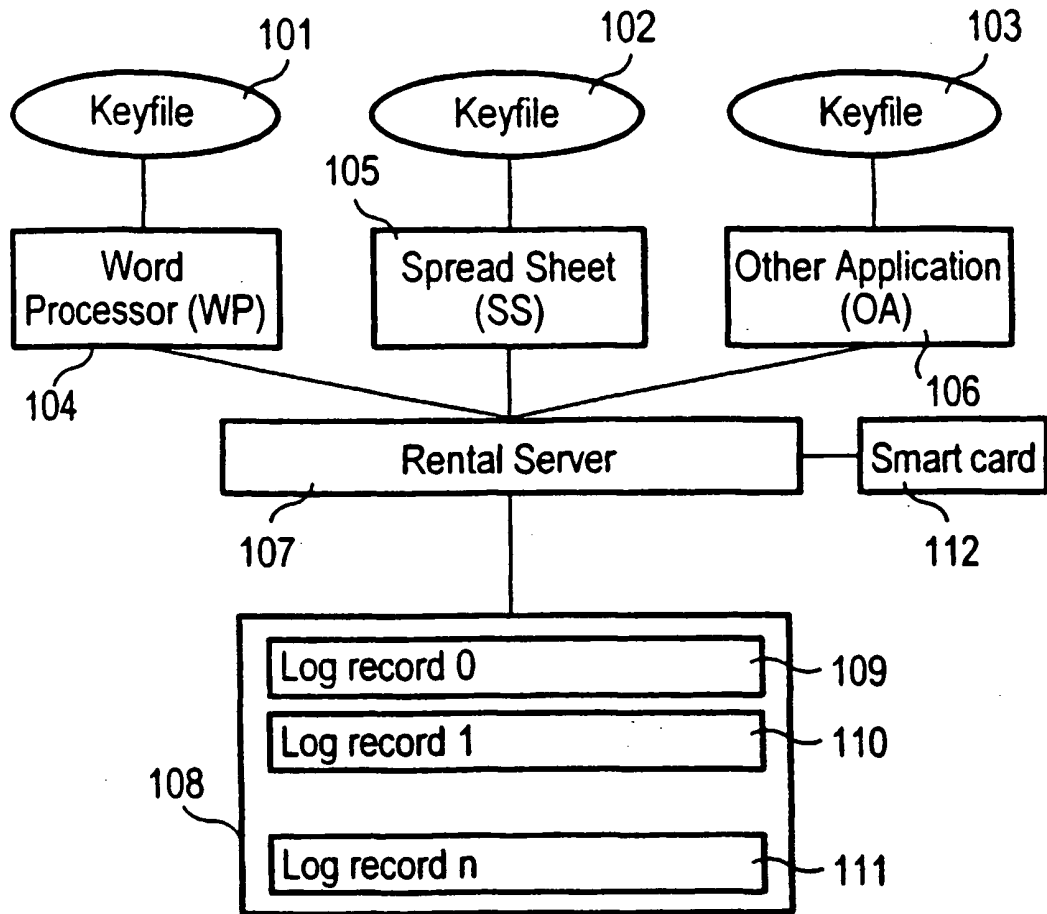 101
102
103
Keyfile
Keyfile
Keyfile
105
Word
Processor (WP)
Spread Sheet
(SS)
Other Application
(OA)
104
106
Rental Server
Smart card
107
112
Log record 0
109
Log record 1
110
108
Log record n
111